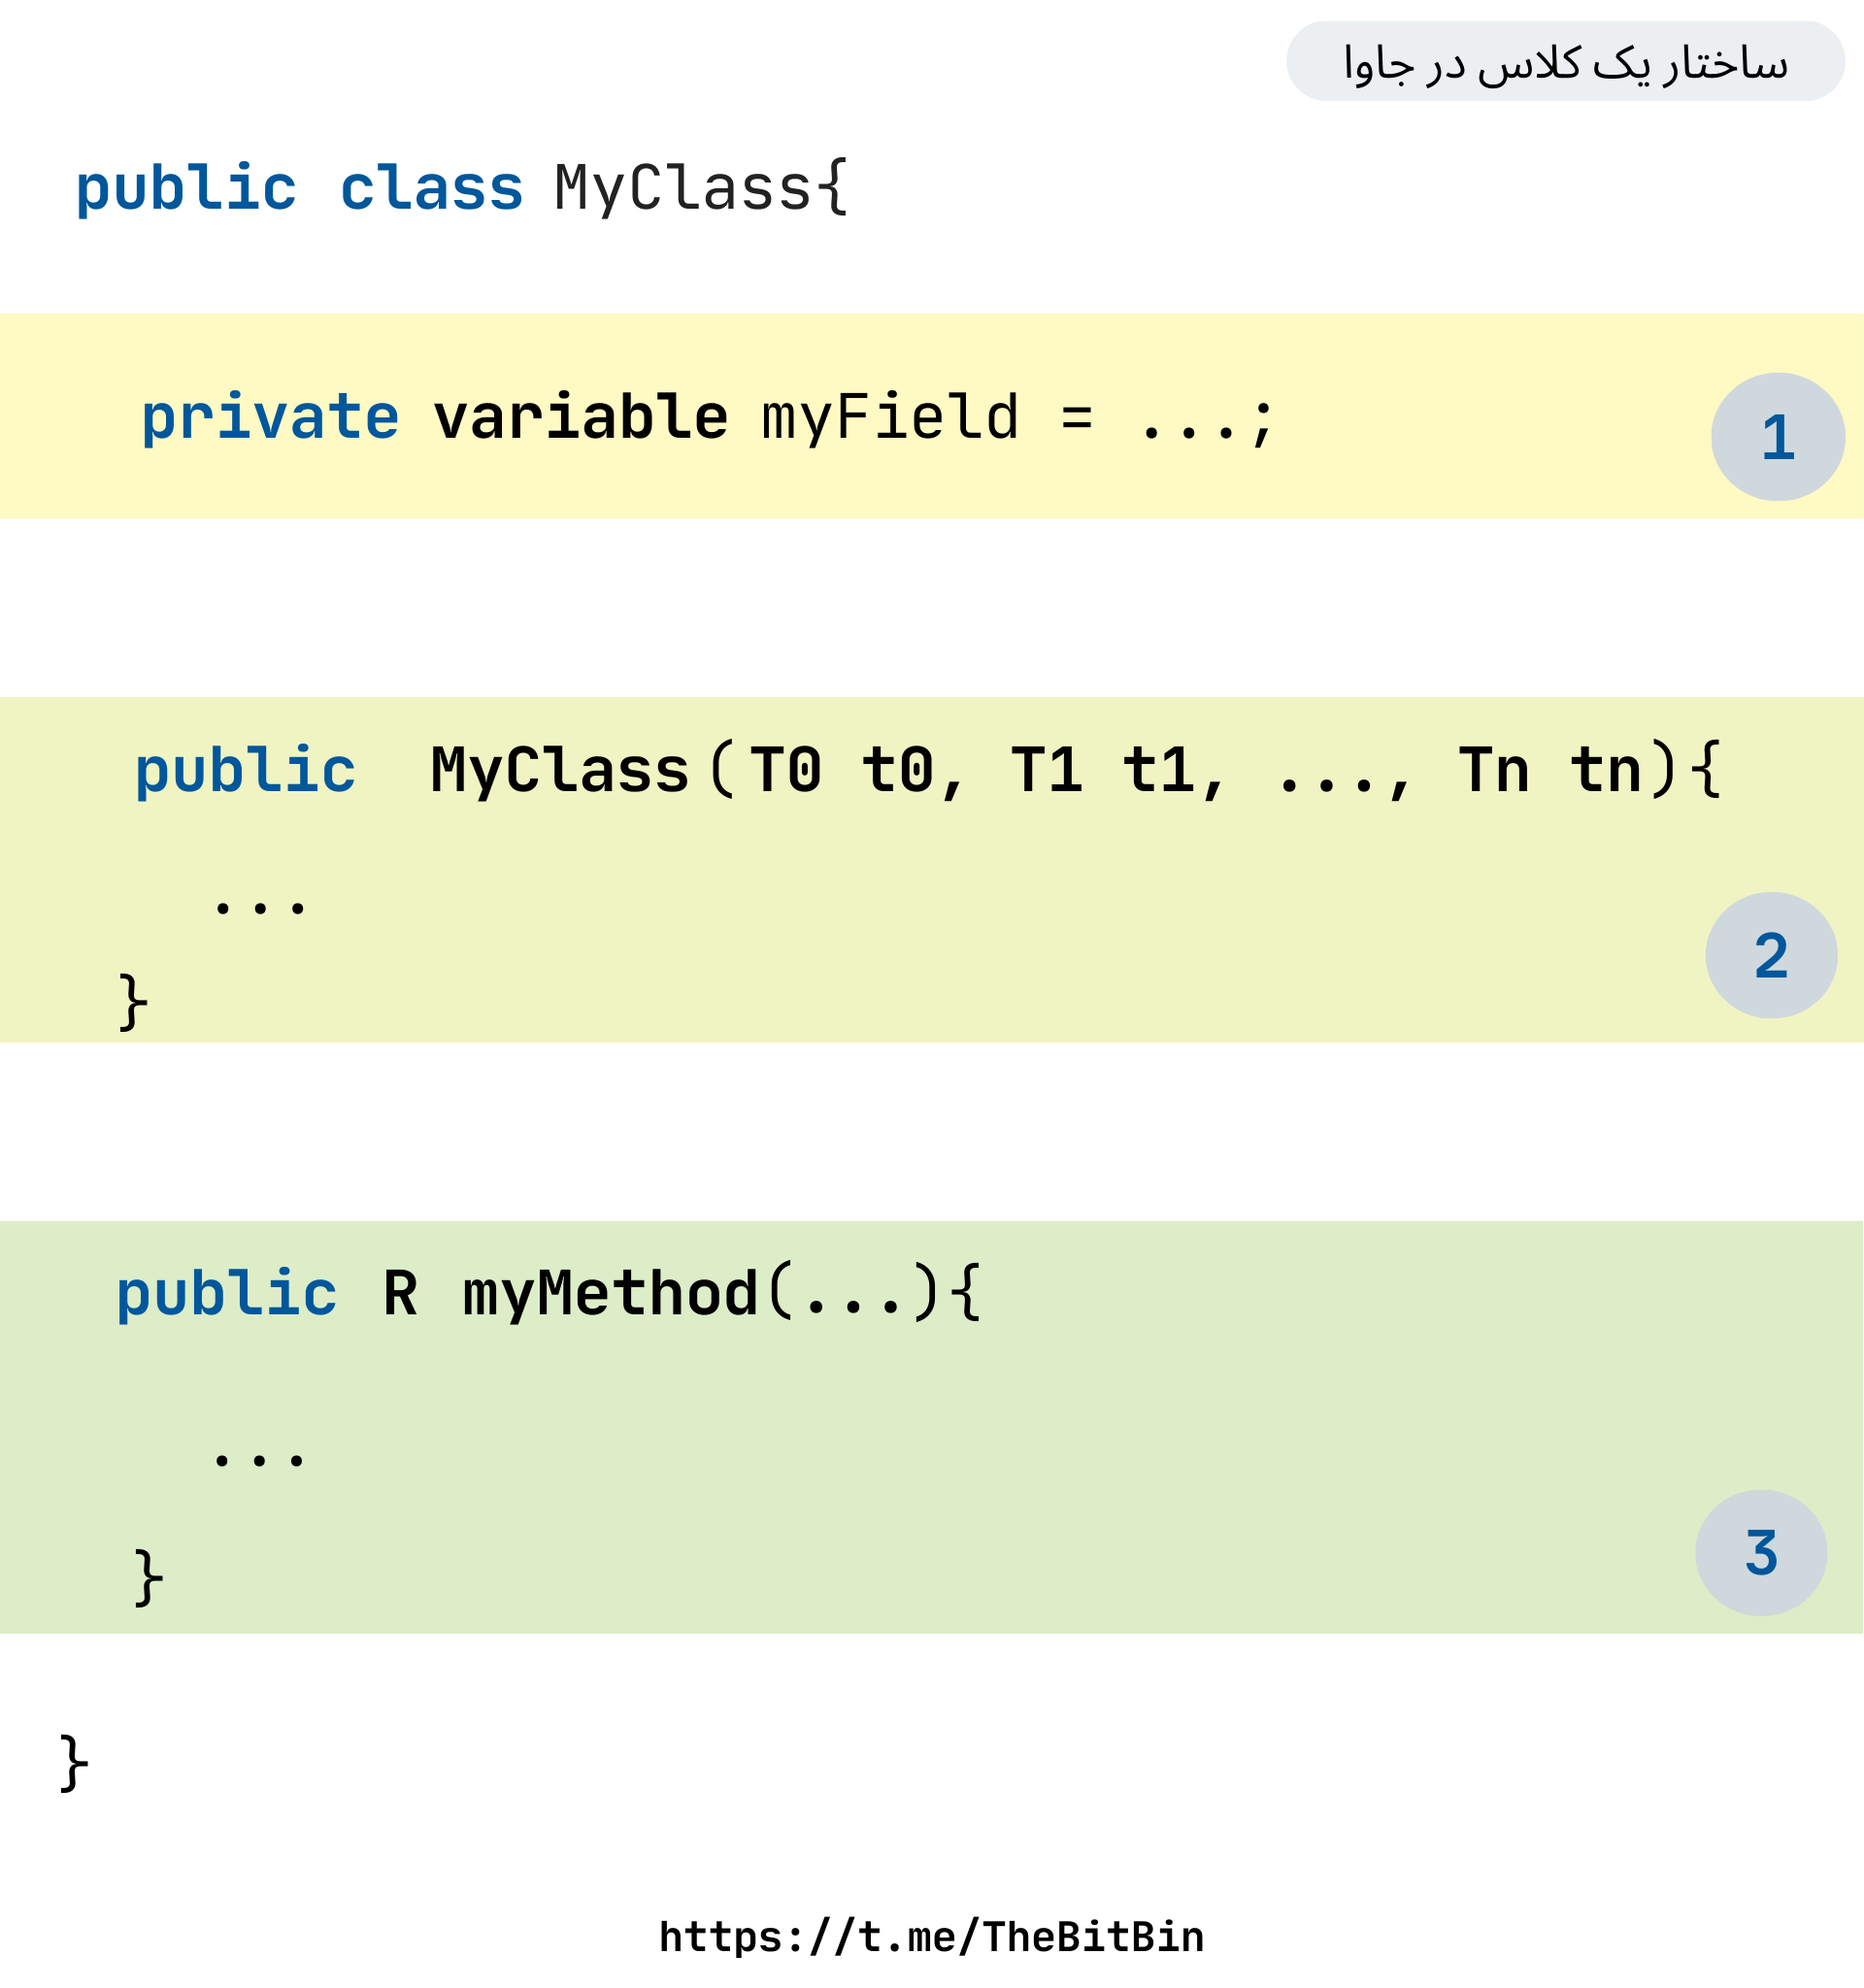 ساختار یک کلاس در جاوا
public class MyClass{
private variable myField = ...;
1
public MyClass(T0 t0, T1 t1, ..., Tn tn){
...
2
}
public R myMethod(...){
...
3
}
}
https://t.me/TheBitBin